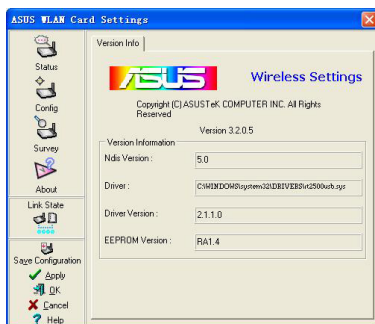 ASUS WLAN Card Settings
Status
Config
Survey
About
Link State
Save Configuration
Apply
OK
Cancel
Help
Version Info
ASUS
Wireless Settings
Copyright (C) ASUSTeK COMPUTER INC. All Rights
Reserved
Version 3.2.0.5
Version Information
Ndis Version :
5.0
Driver :
C:\WINDOWS\system32\DRIVERS\rt2500usb.sys
Driver Version :
2.1.1.0
EEPROM Version :
RA1.4